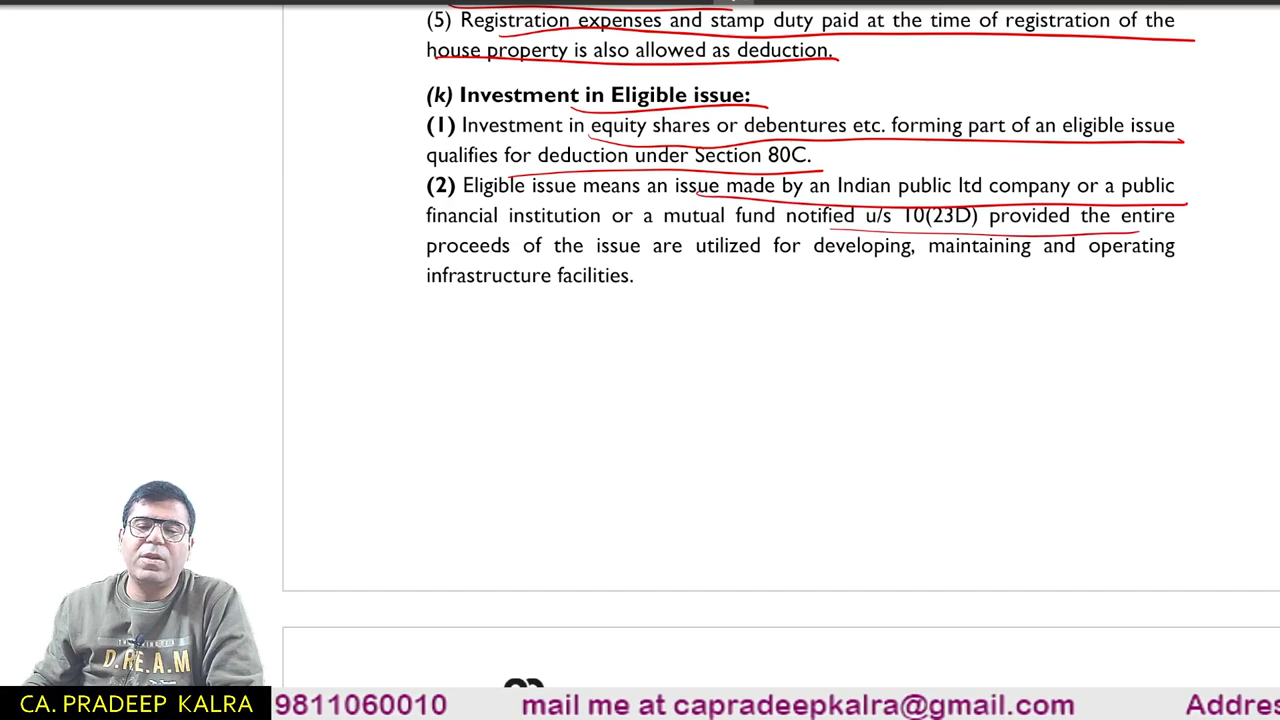 (5) Registration expenses and stamp duty paid at the time of registration of the
house property is also allowed as deduction.
(k) Investment in Eligible issue:
(1) Investment in equity shares or debentures etc. forming part of an eligible issue
qualifies for deduction under Section 80C.
(2) Eligible issue means an issue made by an Indian public ltd company or a public
financial institution or a mutual fund notified u/s 10(23D) provided the entire
proceeds of the issue are utilized for developing, maintaining and operating
infrastructure facilities.
D.R.E.A.M
CA. PRADEEP KALRA
9811060010 mail me at capradeepkalra@gmail.com Addres